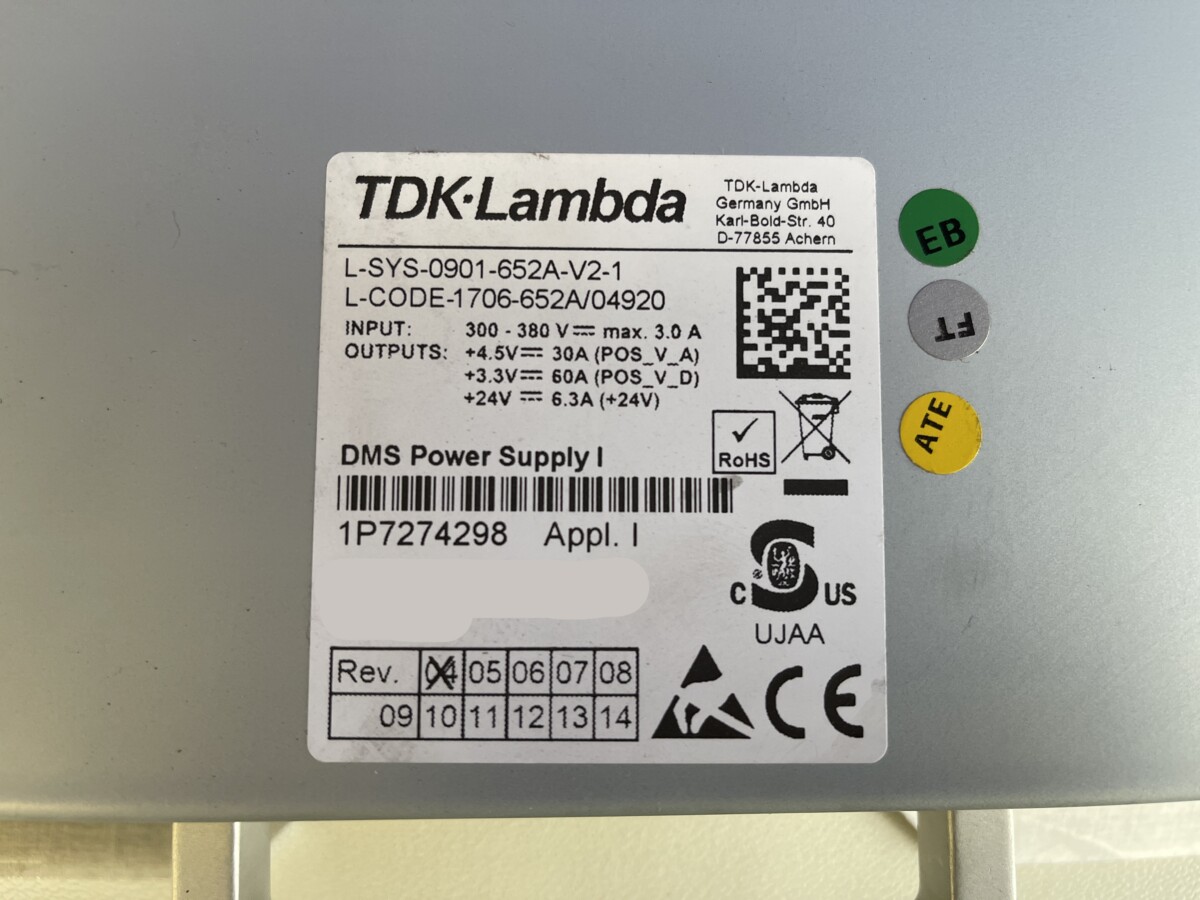 TDK·Lambda
TDK-Lambda
Germany GmbH
Karl-Bold-Str. 40
D-77855 Achern
L-SYS-0901-652A-V2-1
L-CODE-1706-652A/04920
INPUT: 300 - 380 V⎓ max. 3.0 A
OUTPUTS: +4.5V⎓ 30A (POS_V_A)
+3.3V⎓ 60A (POS_V_D)
+24V ⎓ 6.3A (+24V)
RoHS
DMS Power Supply I
1P7274298 Appl. I
C US
UJAA
Rev. 04 05 06 07 08
09 10 11 12 13 14
CE
EB
FT
ATE